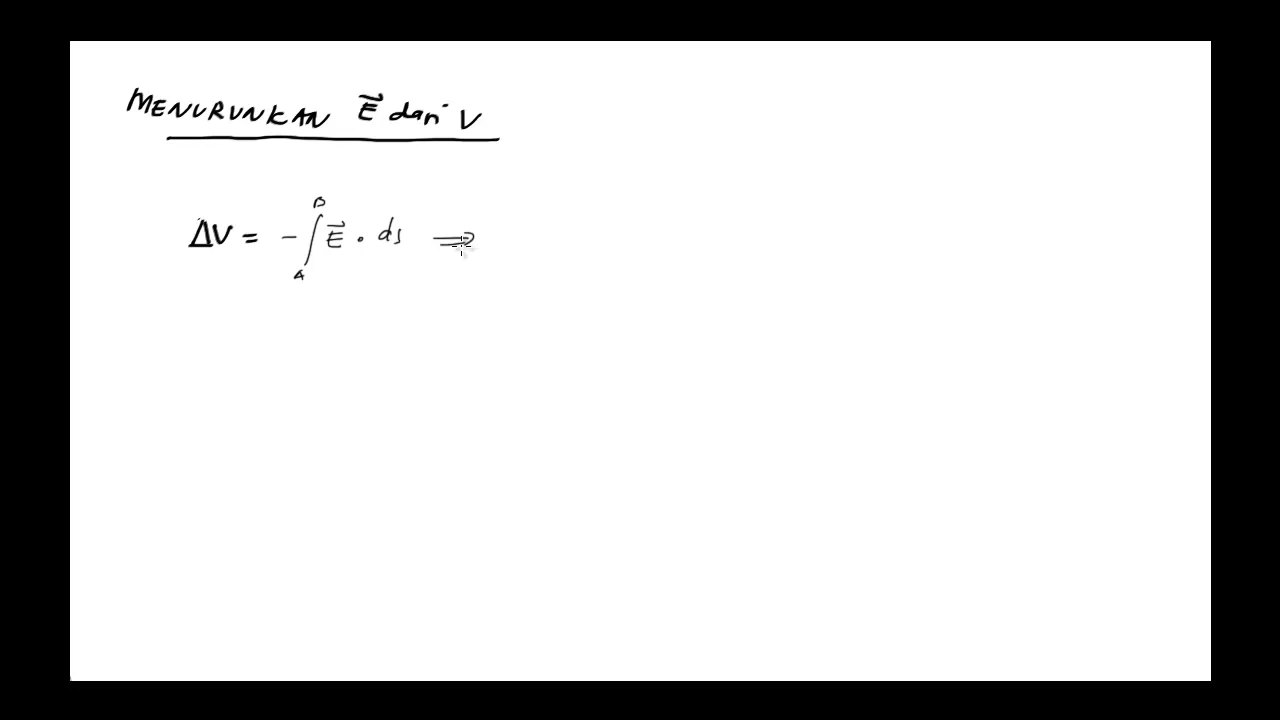 MENURUNKAN E⃗ dari V
ΔV = - ∫_A^B E⃗ · ds ⇒